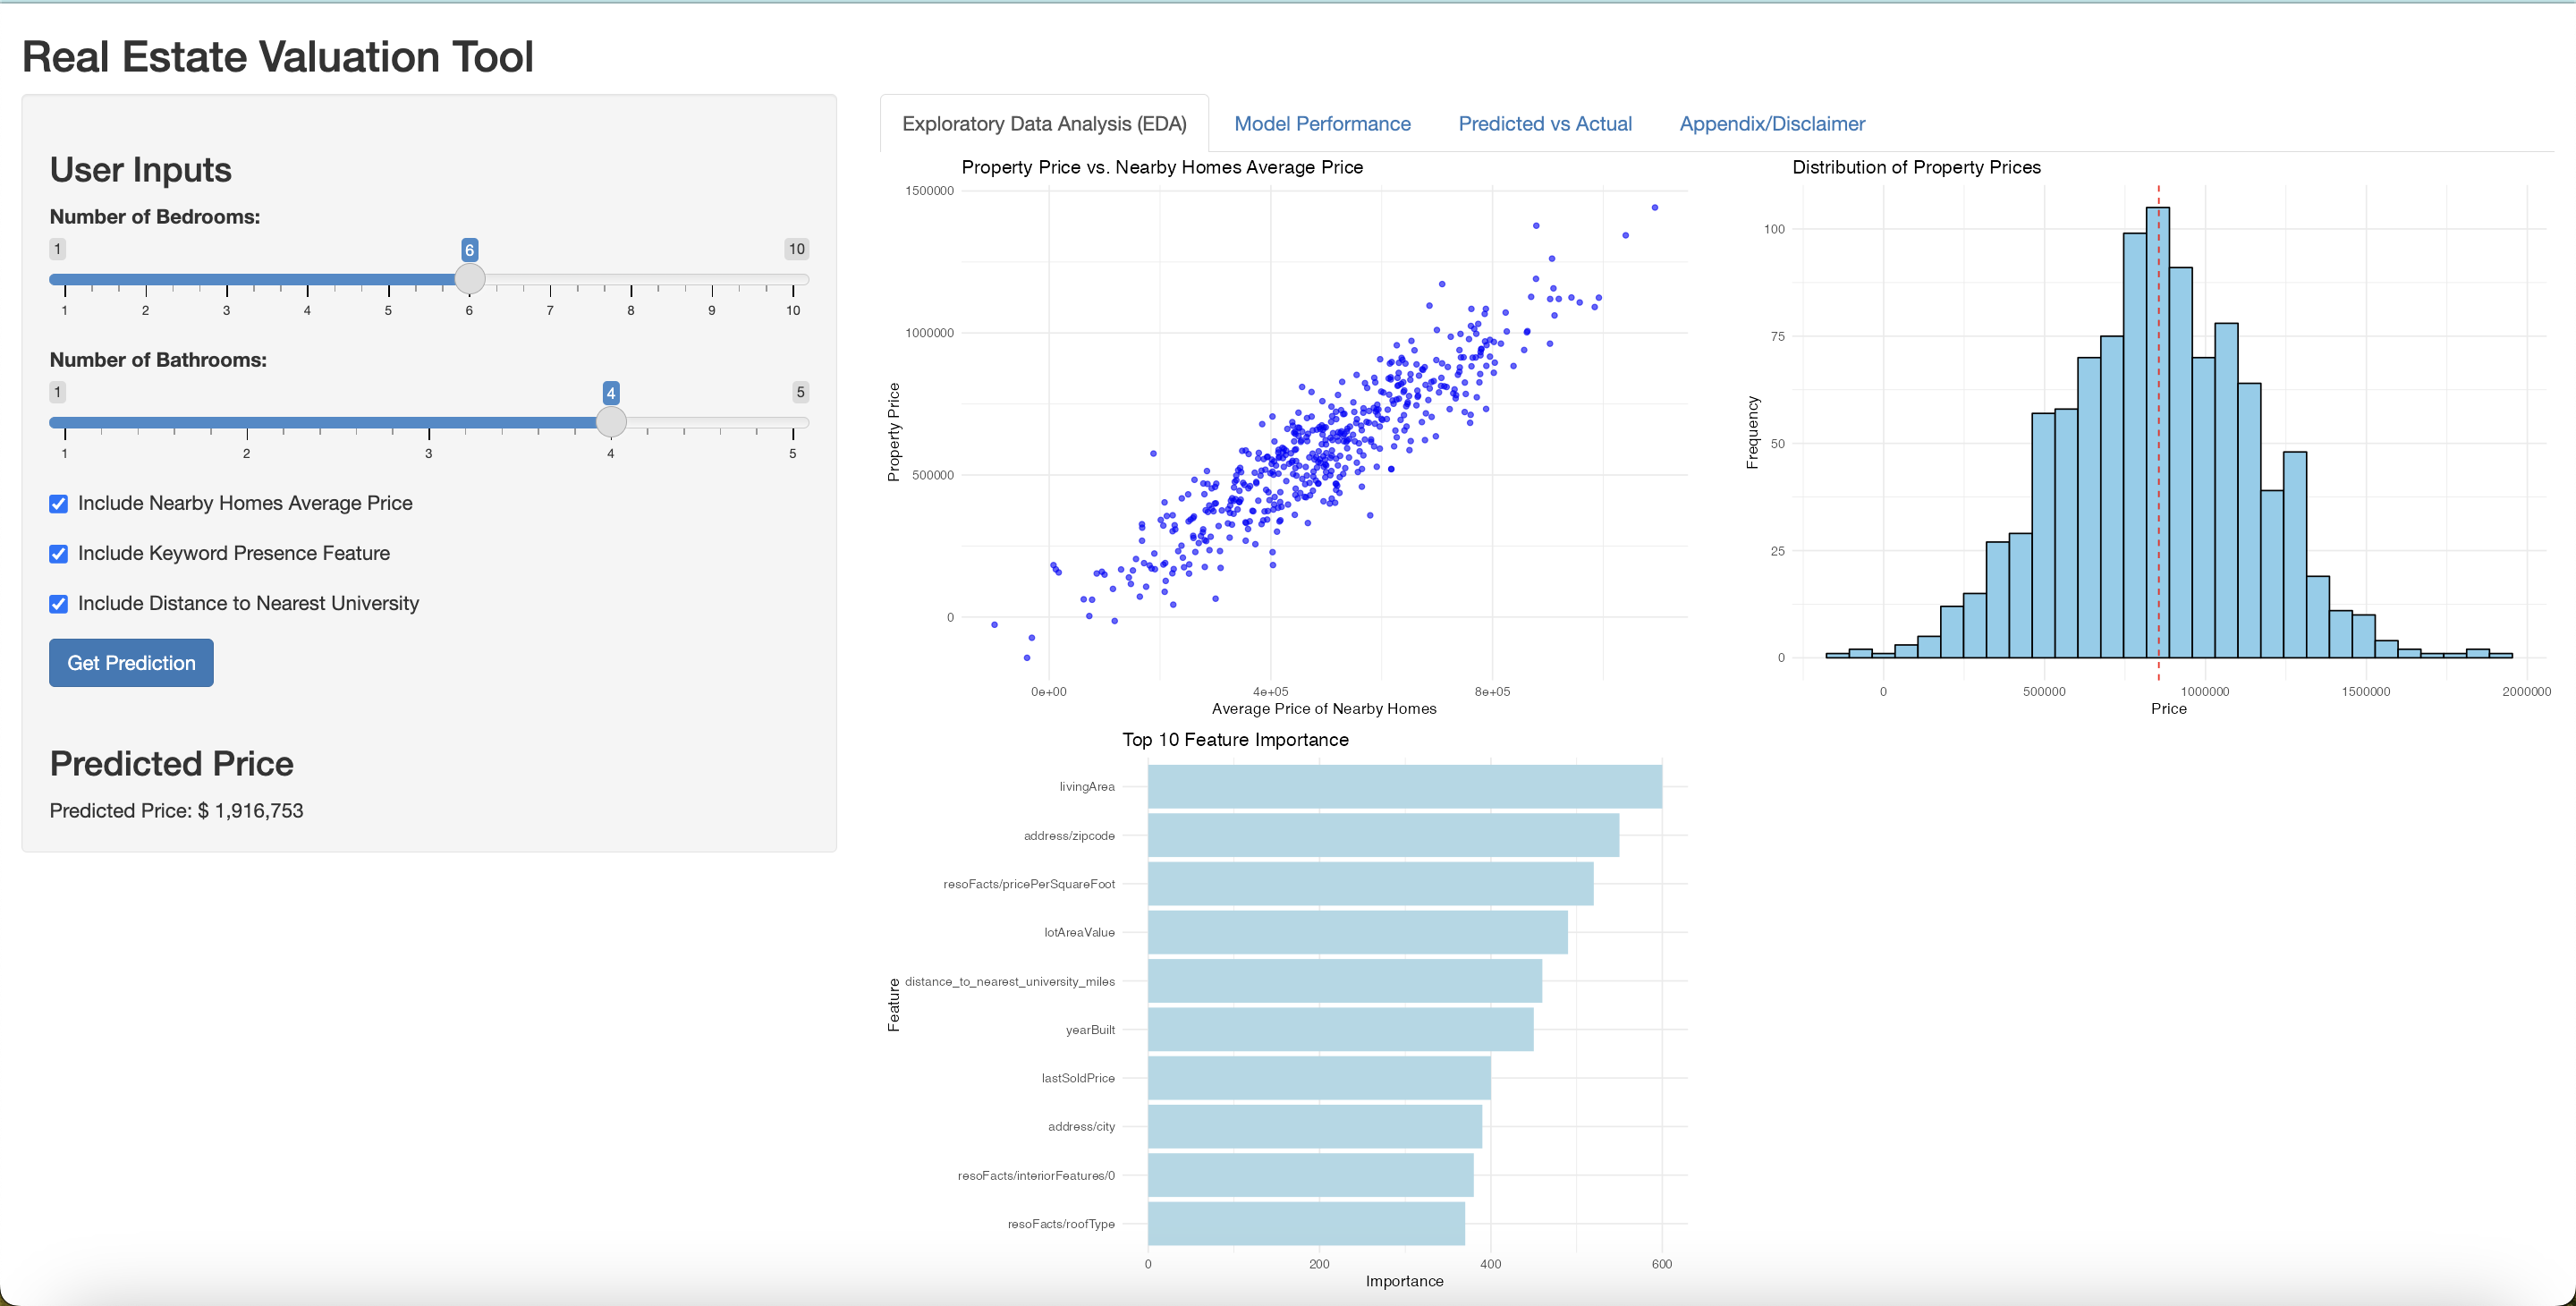 Real Estate Valuation Tool
User Inputs
Number of Bedrooms:
1 6 10
1 2 3 4 5 6 7 8 9 10
Number of Bathrooms:
1 4 5
1 2 3 4 5
Include Nearby Homes Average Price
Include Keyword Presence Feature
Include Distance to Nearest University
Get Prediction
Predicted Price
Predicted Price: $ 1,916,753
Exploratory Data Analysis (EDA) Model Performance Predicted vs Actual Appendix/Disclaimer
Property Price vs. Nearby Homes Average Price
1500000
1000000
500000
0
Property Price
0e+00 4e+05 8e+05
Average Price of Nearby Homes
Distribution of Property Prices
100
75
50
25
0
Frequency
0 500000 1000000 1500000 2000000
Price
Top 10 Feature Importance
livingArea
address/zipcode
resoFacts/pricePerSquareFoot
lotAreaValue
distance_to_nearest_university_miles
yearBuilt
lastSoldPrice
address/city
resoFacts/interiorFeatures/0
resoFacts/roofType
Feature
0 200 400 600
Importance